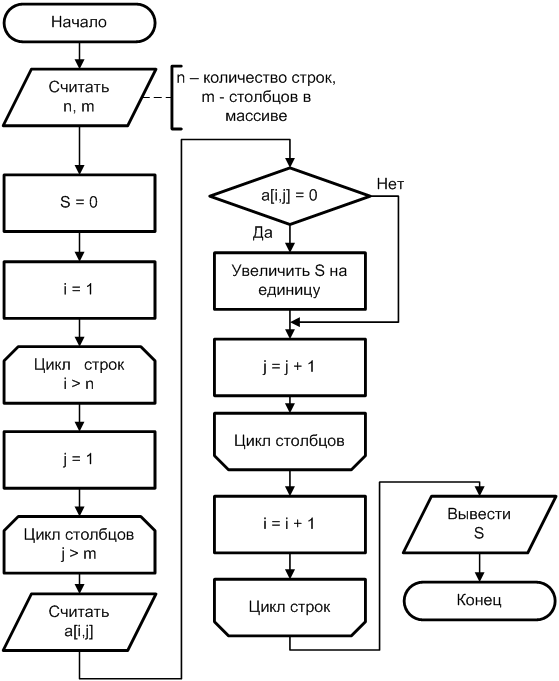 Начало
Считать
n, m
n – количество строк,
m - столбцов в
массиве
S = 0
i = 1
Цикл строк
i > n
j = 1
Цикл столбцов
j > m
Считать
a[i,j]
a[i,j] = 0
Нет
Да
Увеличить S на
единицу
j = j + 1
Цикл столбцов
i = i + 1
Цикл строк
Вывести
S
Конец